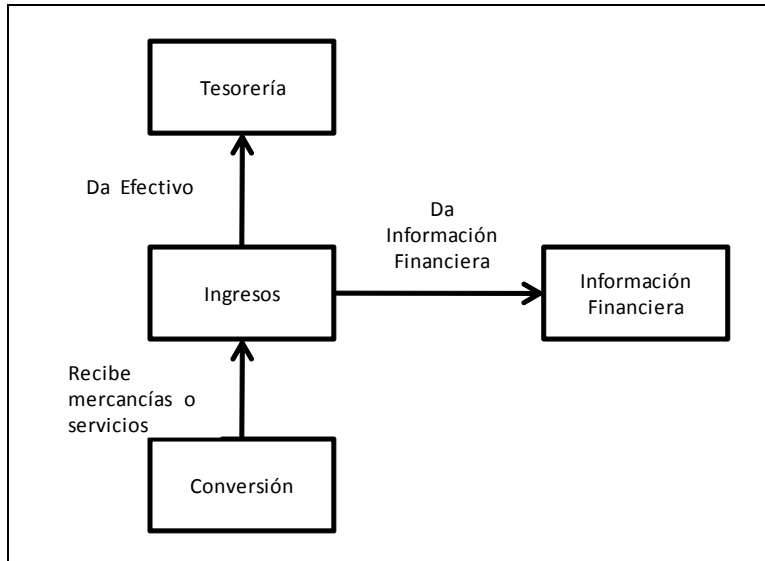 Tesorería
Da Efectivo
Da
Información
Financiera
Ingresos
Información
Financiera
Recibe
mercancías o
servicios
Conversión